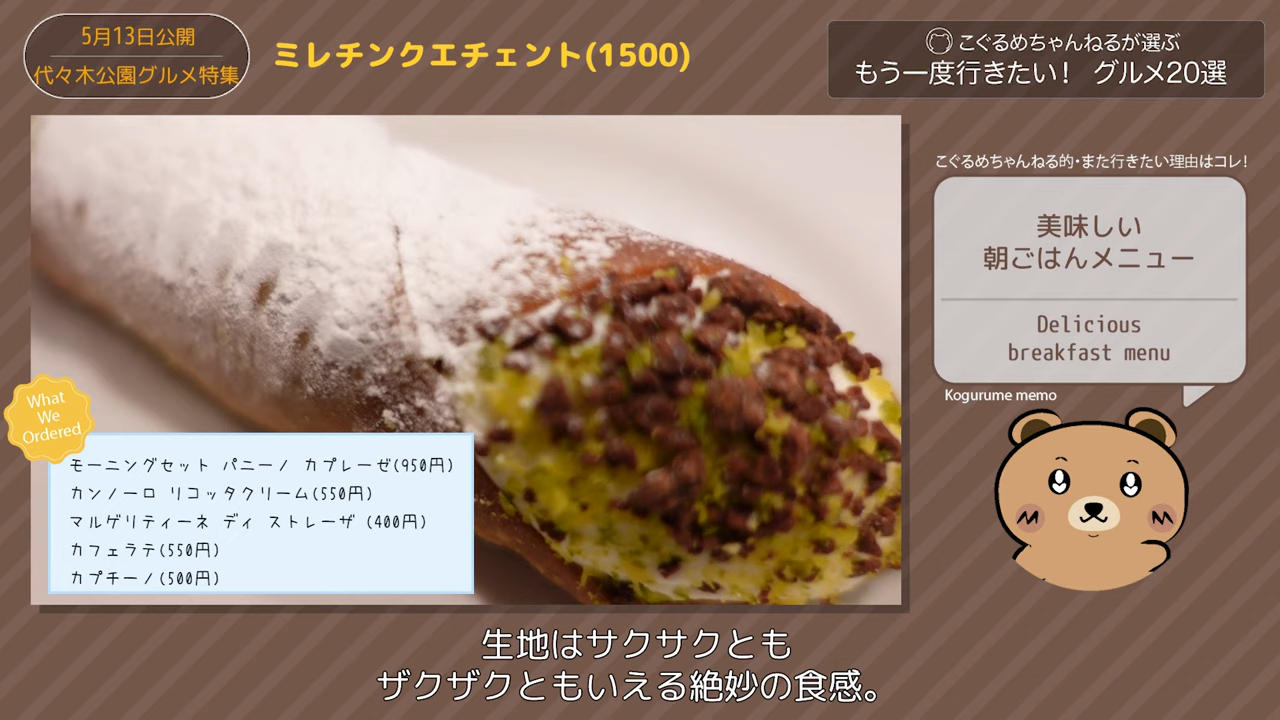 5月13日公開
代々木公園グルメ特集
ミレチンクエチェント(1500)
こぐるめちゃんねるが選ぶ
もう一度行きたい! グルメ20選
こぐるめちゃんねる的・また行きたい理由はコレ!
美味しい
朝ごはんメニュー
Delicious
breakfast menu
Kogurume memo
What
We
Ordered
モーニングセット パニーノ カプレーゼ(950円)
カンノーロ リコッタクリーム(550円)
マルゲリティーネ ディ ストレーザ (400円)
カフェラテ(550円)
カプチーノ(500円)
生地はサクサクとも
ザクザクともいえる絶妙の食感。